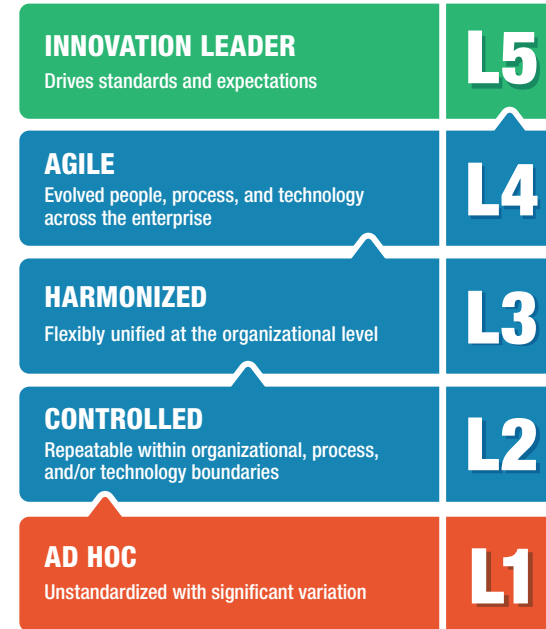 INNOVATION LEADER
Drives standards and expectations
L5
AGILE
Evolved people, process, and technology
across the enterprise
L4
HARMONIZED
Flexibly unified at the organizational level
L3
CONTROLLED
Repeatable within organizational, process,
and/or technology boundaries
L2
AD HOC
Unstandardized with significant variation
L1